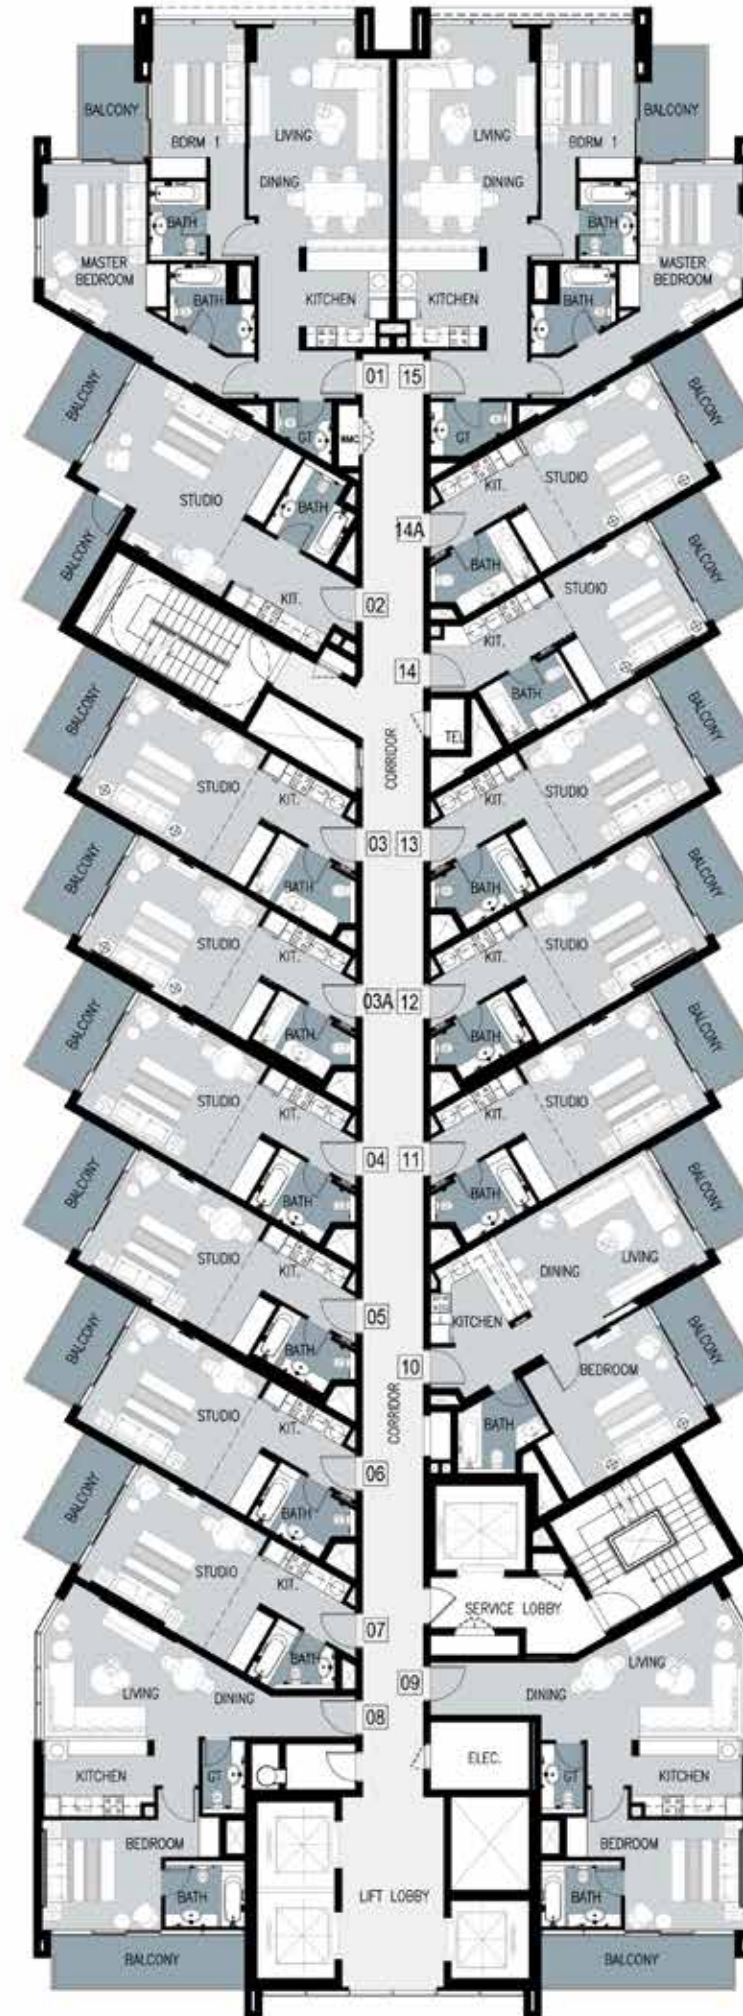 BALCONY
BDRM 1
LIVING
LIVING
BDRM 1
BALCONY
DINING
DINING
BATH
BATH
MASTER
BEDROOM
MASTER
BEDROOM
BATH
KITCHEN
KITCHEN
BATH
01
15
BALCONY
GT
GT
BALCONY
STUDIO
BATH
KIT.
STUDIO
14A
BALCONY
BATH
STUDIO
BALCONY
KIT.
02
KIT.
14
BATH
BALCONY
TEL
BALCONY
CORRIDOR
STUDIO
KIT.
KIT.
STUDIO
03
13
BATH
BATH
BALCONY
BALCONY
STUDIO
KIT.
KIT.
STUDIO
03A
12
BATH
BATH
BALCONY
BALCONY
STUDIO
KIT.
KIT.
STUDIO
04
11
BATH
BATH
BALCONY
BALCONY
STUDIO
KIT.
DINING
LIVING
05
KITCHEN
BATH
10
BEDROOM
BALCONY
BALCONY
CORRIDOR
STUDIO
KIT.
BATH
06
BATH
BALCONY
STUDIO
KIT.
SERVICE LOBBY
07
BATH
LIVING
09
LIVING
DINING
DINING
08
ELEC.
KITCHEN
GT
GT
KITCHEN
BEDROOM
BEDROOM
BATH
LIFT LOBBY
BATH
BALCONY
BALCONY